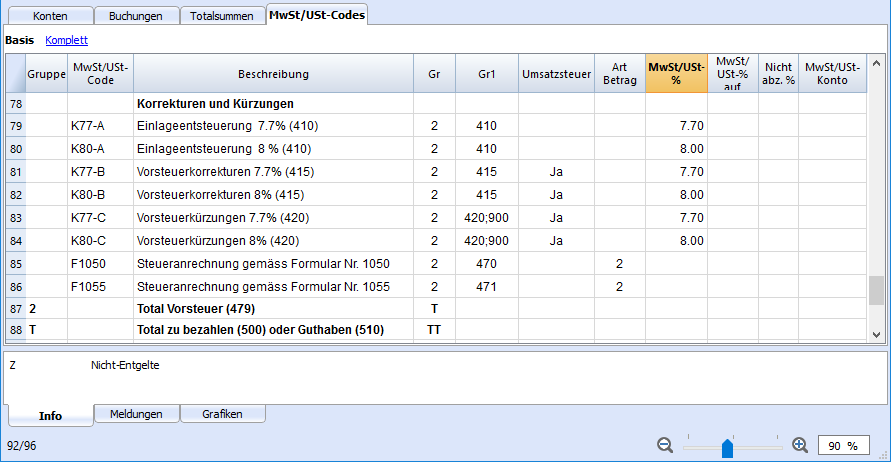 Konten Buchungen Totalsummen MwSt/USt-Codes
Basis Komplett
Gruppe MwSt/USt-Code Beschreibung Gr Gr1 Umsatzsteuer Art Betrag MwSt/USt-% MwSt/USt-% auf Nicht abz. % MwSt/USt-Konto
78 Korrekturen und Kürzungen
79 K77-A Einlageentsteuerung 7.7% (410) 2 410 7.70
80 K80-A Einlageentsteuerung 8 % (410) 2 410 8.00
81 K77-B Vorsteuerkorrekturen 7.7% (415) 2 415 Ja 7.70
82 K80-B Vorsteuerkorrekturen 8% (415) 2 415 Ja 8.00
83 K77-C Vorsteuerkürzungen 7.7% (420) 2 420;900 Ja 7.70
84 K80-C Vorsteuerkürzungen 8% (420) 2 420;900 Ja 8.00
85 F1050 Steueranrechnung gemäss Formular Nr. 1050 2 470 2
86 F1055 Steueranrechnung gemäss Formular Nr. 1055 2 471 2
87 2 Total Vorsteuer (479) T
88 T Total zu bezahlen (500) oder Guthaben (510) TT
Z Nicht-Entgelte
Info Meldungen Grafiken
92/96 90 %